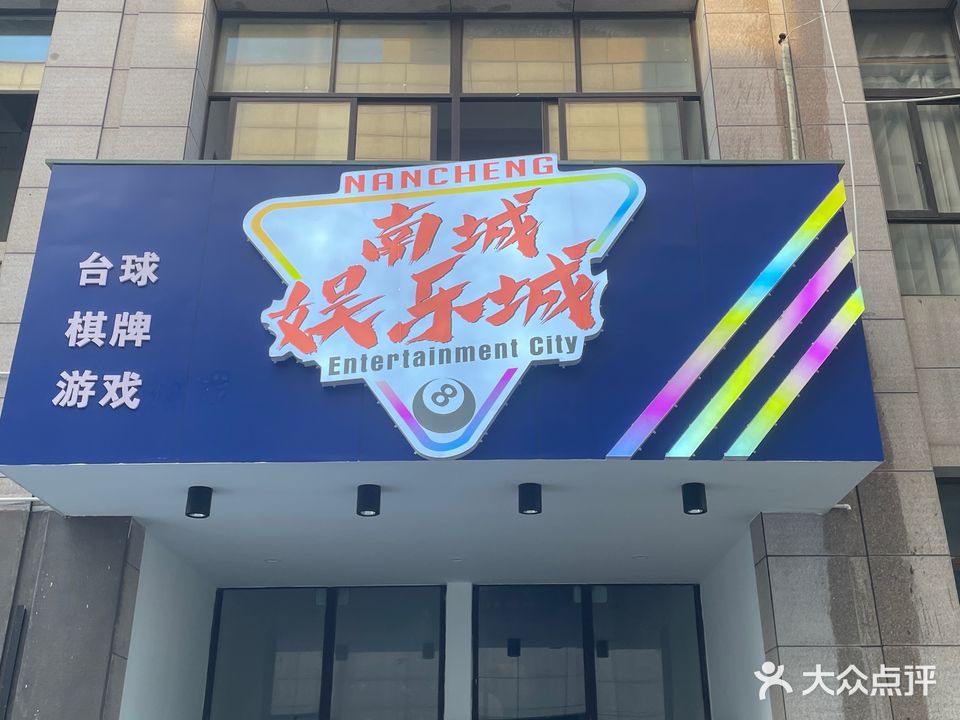 NANCHENG
南城
娱乐城
Entertainment City
8
台球
棋牌
游戏
大众点评